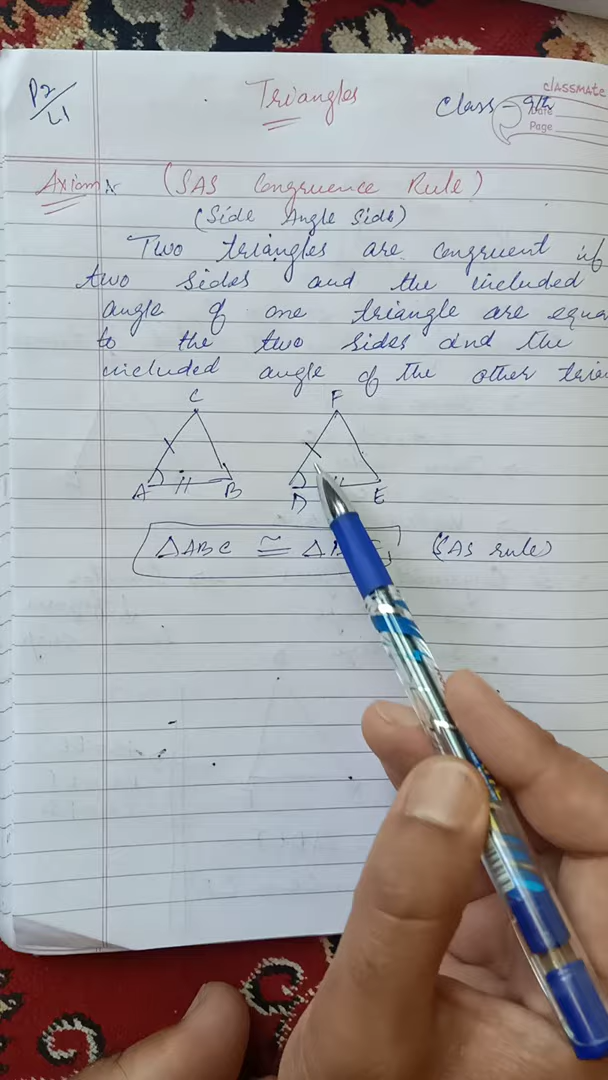 P2/L1
Triangles
Class - 9th
CLASSMATE
Date
Page
Axiom:- (SAS Congruence Rule)
(Side Angle Side)
Two triangles are congruent if
two sides and the included
angle of one triangle are equa
to the two sides and the
included angle of the other trian
C F
A B D E
△ABC ≅ △ (SAS rule)